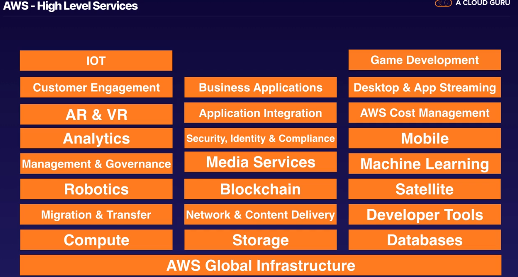 AWS - High Level Services
A CLOUD GURU
IOT
Game Development
Customer Engagement
Business Applications
Desktop & App Streaming
AR & VR
Application Integration
AWS Cost Management
Analytics
Security, Identity & Compliance
Mobile
Management & Governance
Media Services
Machine Learning
Robotics
Blockchain
Satellite
Migration & Transfer
Network & Content Delivery
Developer Tools
Compute
Storage
Databases
AWS Global Infrastructure